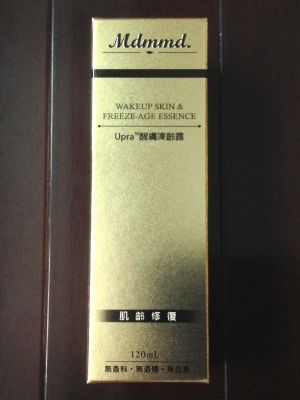 Mdmmd.
WAKEUP SKIN &
FREEZE-AGE ESSENCE
Upra™醒膚凍齡露
肌齡修復
120mL
無香料・無酒精・無色素